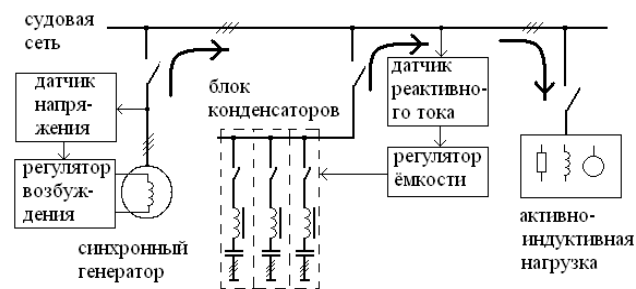 судовая
сеть
датчик
напря-
жения
регулятор
возбуж-
дения
синхронный
генератор
блок
конденсаторов
датчик
реактивно-
го тока
регулятор
ёмкости
активно-
индуктивная
нагрузка